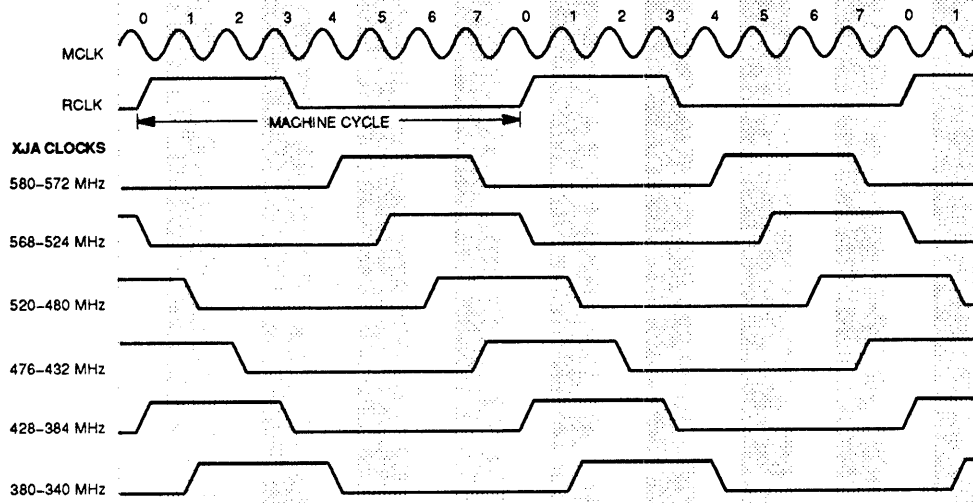 0 1 2 3 4 5 6 7 0 1 2 3 4 5 6 7 0 1
MCLK
RCLK
MACHINE CYCLE
XJA CLOCKS
580–572 MHz
568–524 MHz
520–480 MHz
476–432 MHz
428–384 MHz
380–340 MHz